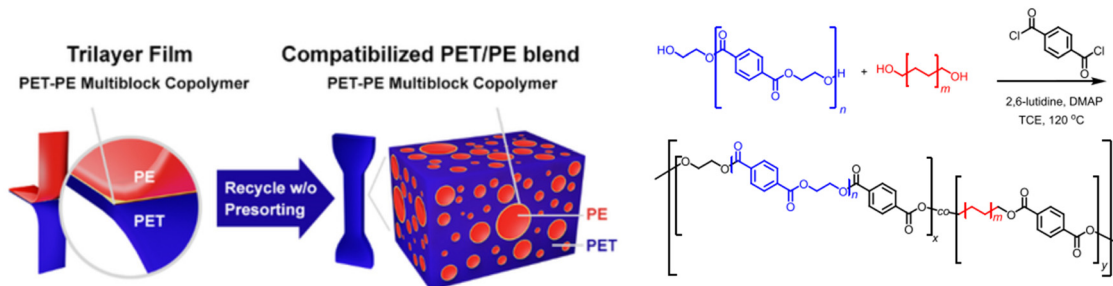 Trilayer Film
PET-PE Multiblock Copolymer
PE
PET
Recycle w/o
Presorting
Compatibilized PET/PE blend
PET-PE Multiblock Copolymer
PE
PET
HO
O
O
O
O
O
H
n
+
HO
OH
m
O
Cl
Cl
O
2,6-lutidine, DMAP
TCE, 120 °C
O
O
O
O
O
O
n
O
O
O
x
co
m
O
O
O
O
y